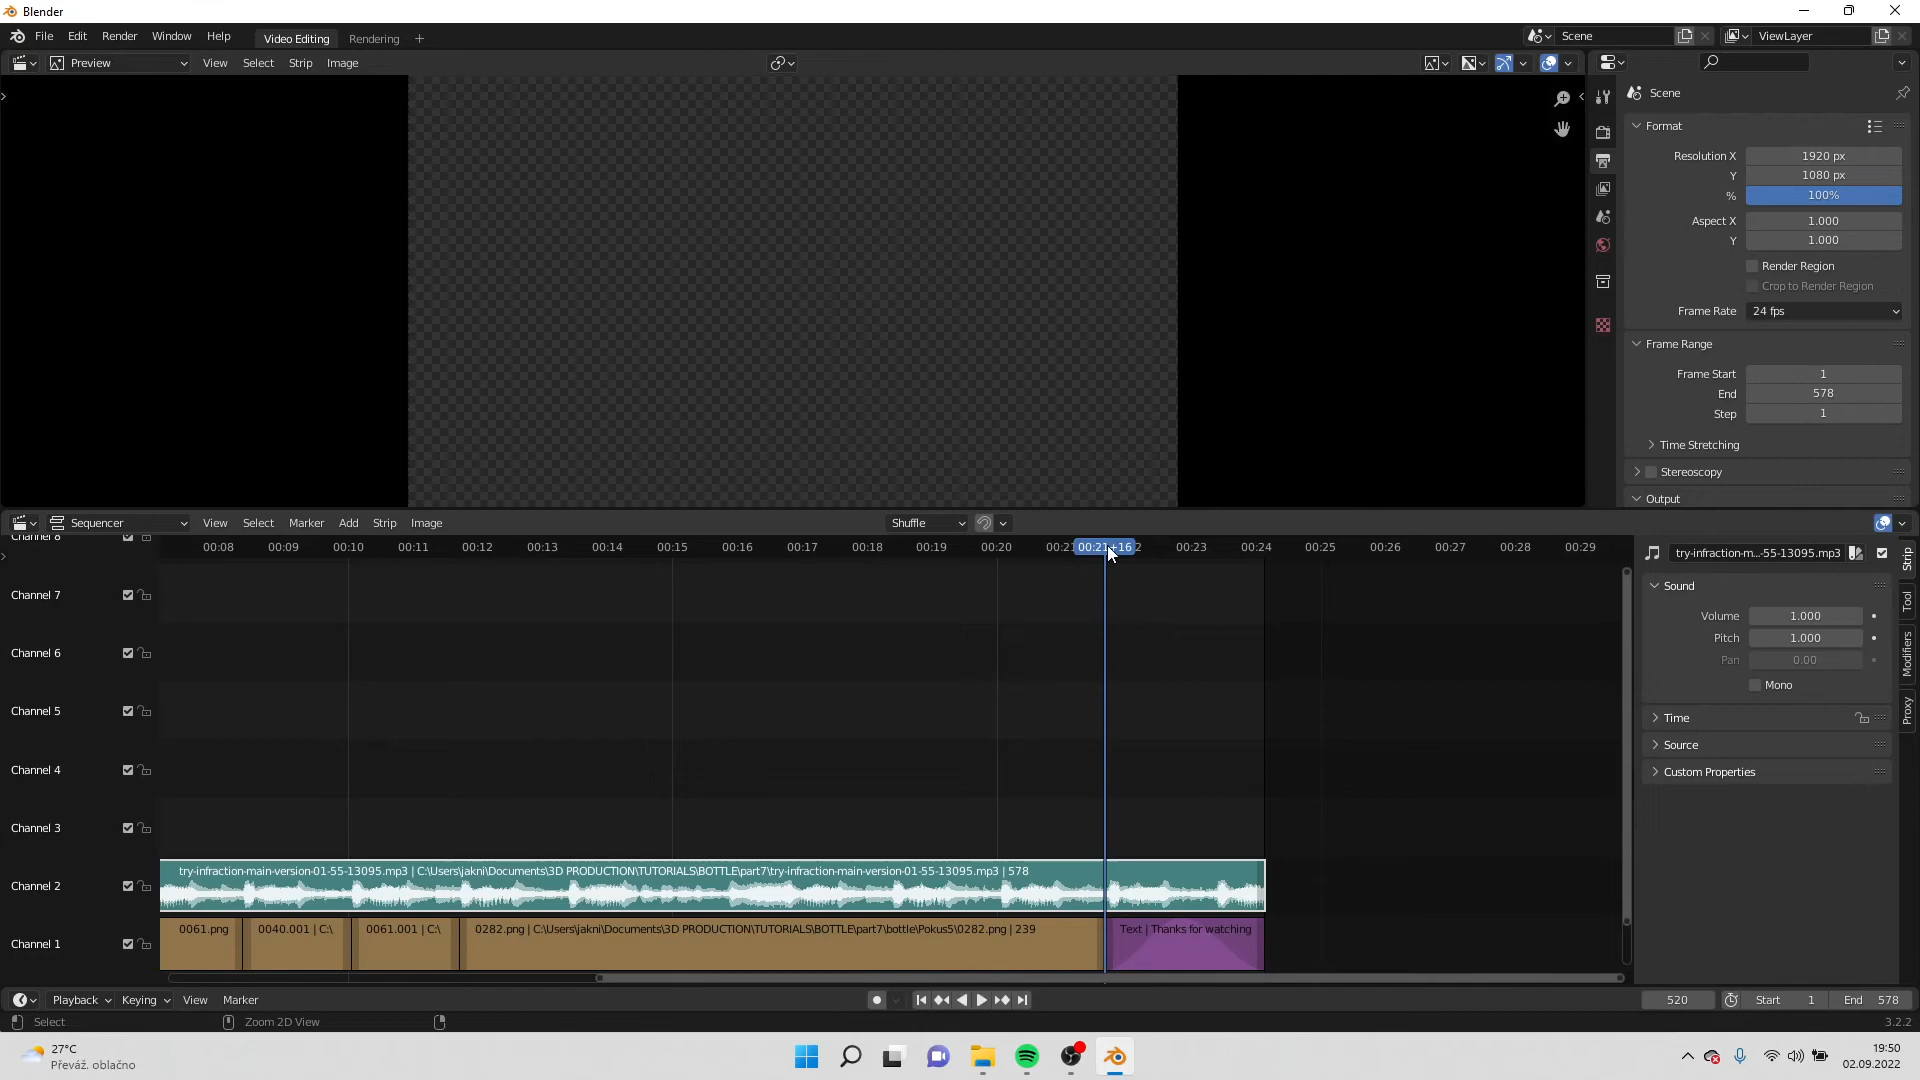 Blender
File Edit Render Window Help Video Editing Rendering Scene ViewLayer
Preview View Select Strip Image
Scene
Format
Resolution X 1920 px
Y 1080 px
% 100%
Aspect X 1.000
Y 1.000
Render Region
Crop to Render Region
Frame Rate 24 fps
Frame Range
Frame Start 1
End 578
Step 1
Time Stretching
Stereoscopy
Output
Sequencer View Select Marker Add Strip Image Shuffle
Channel 8 00:08 00:09 00:10 00:11 00:12 00:13 00:14 00:15 00:16 00:17 00:18 00:19 00:20 00:21+16 00:23 00:24 00:25 00:26 00:27 00:28 00:29
try-infraction-m...-55-13095.mp3
Strip
Tool
Modifiers
Proxy
Sound
Volume 1.000
Pitch 1.000
Pan 0.00
Mono
Time
Source
Custom Properties
Channel 7
Channel 6
Channel 5
Channel 4
Channel 3
try-infraction-main-version-01-55-13095.mp3 | C:\Users\jakni\Documents\3D PRODUCTION\TUTORIALS\BOTTLE\part7\try-infraction-main-version-01-55-13095.mp3 | 578
Channel 2
0061.png 0040.001 | C:\ 0061.001 | C:\ 0282.png | C:\Users\jakni\Documents\3D PRODUCTION\TUTORIALS\BOTTLE\part7\bottle\Pokus5\0282.png | 239 Text | Thanks for watching
Channel 1
Playback Keying View Marker 520 Start 1 End 578
Select Zoom 2D View 3.2.2
27°C
Převáž. oblačno
19:50
02.09.2022